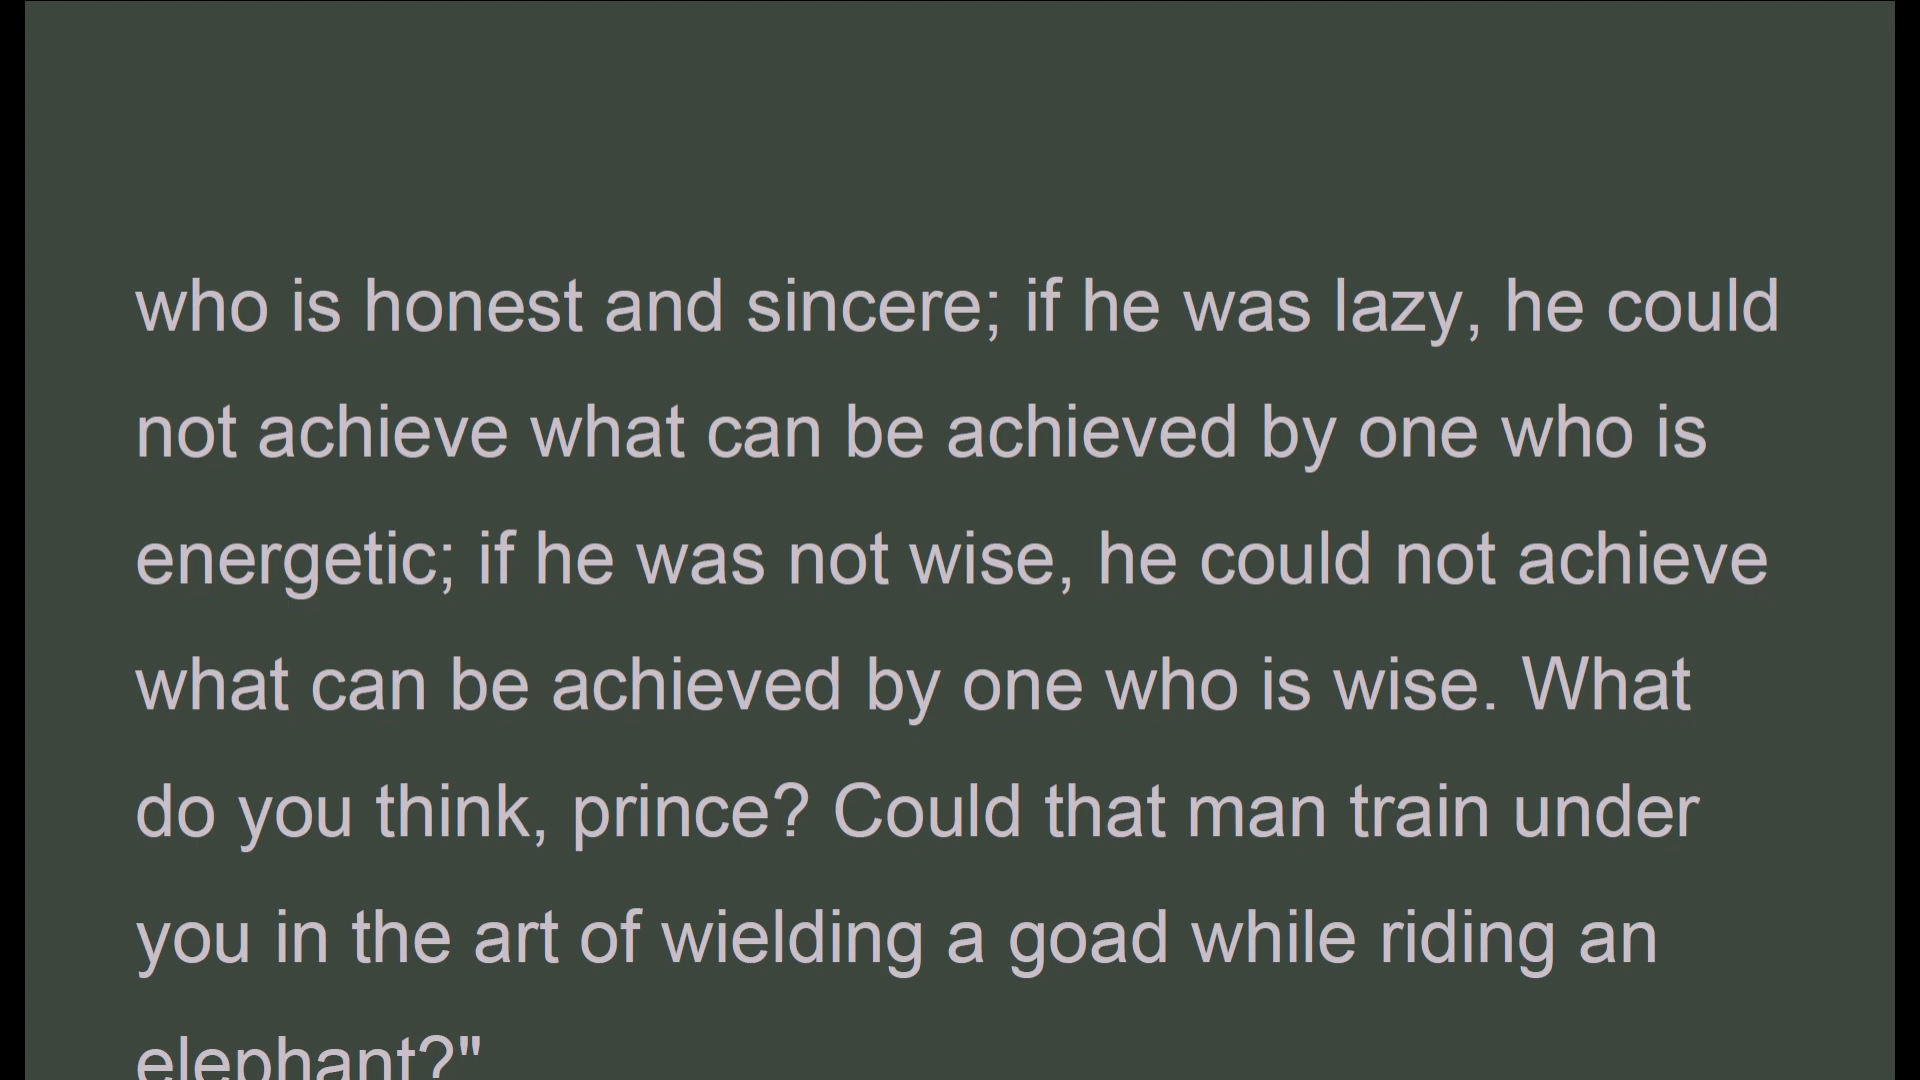 who is honest and sincere; if he was lazy, he could
not achieve what can be achieved by one who is
energetic; if he was not wise, he could not achieve
what can be achieved by one who is wise. What
do you think, prince? Could that man train under
you in the art of wielding a goad while riding an
elephant?"